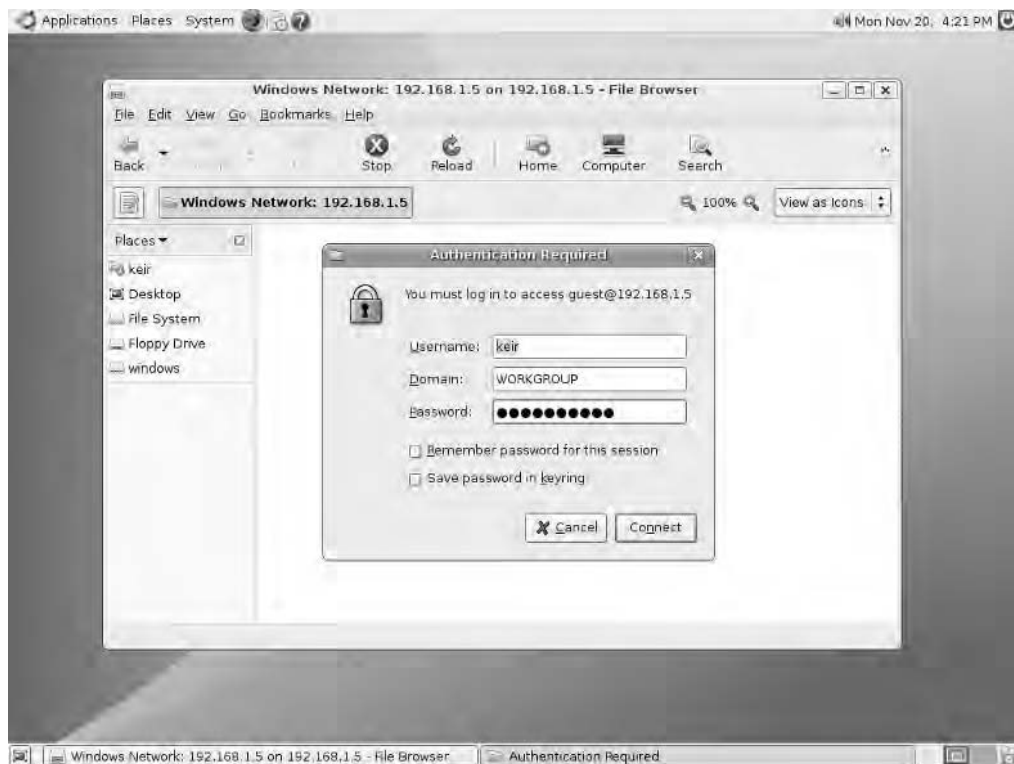 Applications Places System
Mon Nov 20, 4:21 PM
Windows Network: 192.168.1.5 on 192.168.1.5 - File Browser
File Edit View Go Bookmarks Help
Back Stop Reload Home Computer Search
Windows Network: 192.168.1.5
100%
View as Icons
Places
keir
Desktop
File System
Floppy Drive
windows
Authentication Required
You must log in to access guest@192.168.1.5
Username: keir
Domain: WORKGROUP
Password: ●●●●●●●●●●
Remember password for this session
Save password in keyring
Cancel Connect
Windows Network: 192.168.1.5 on 192.168.1.5 - File Browser
Authentication Required